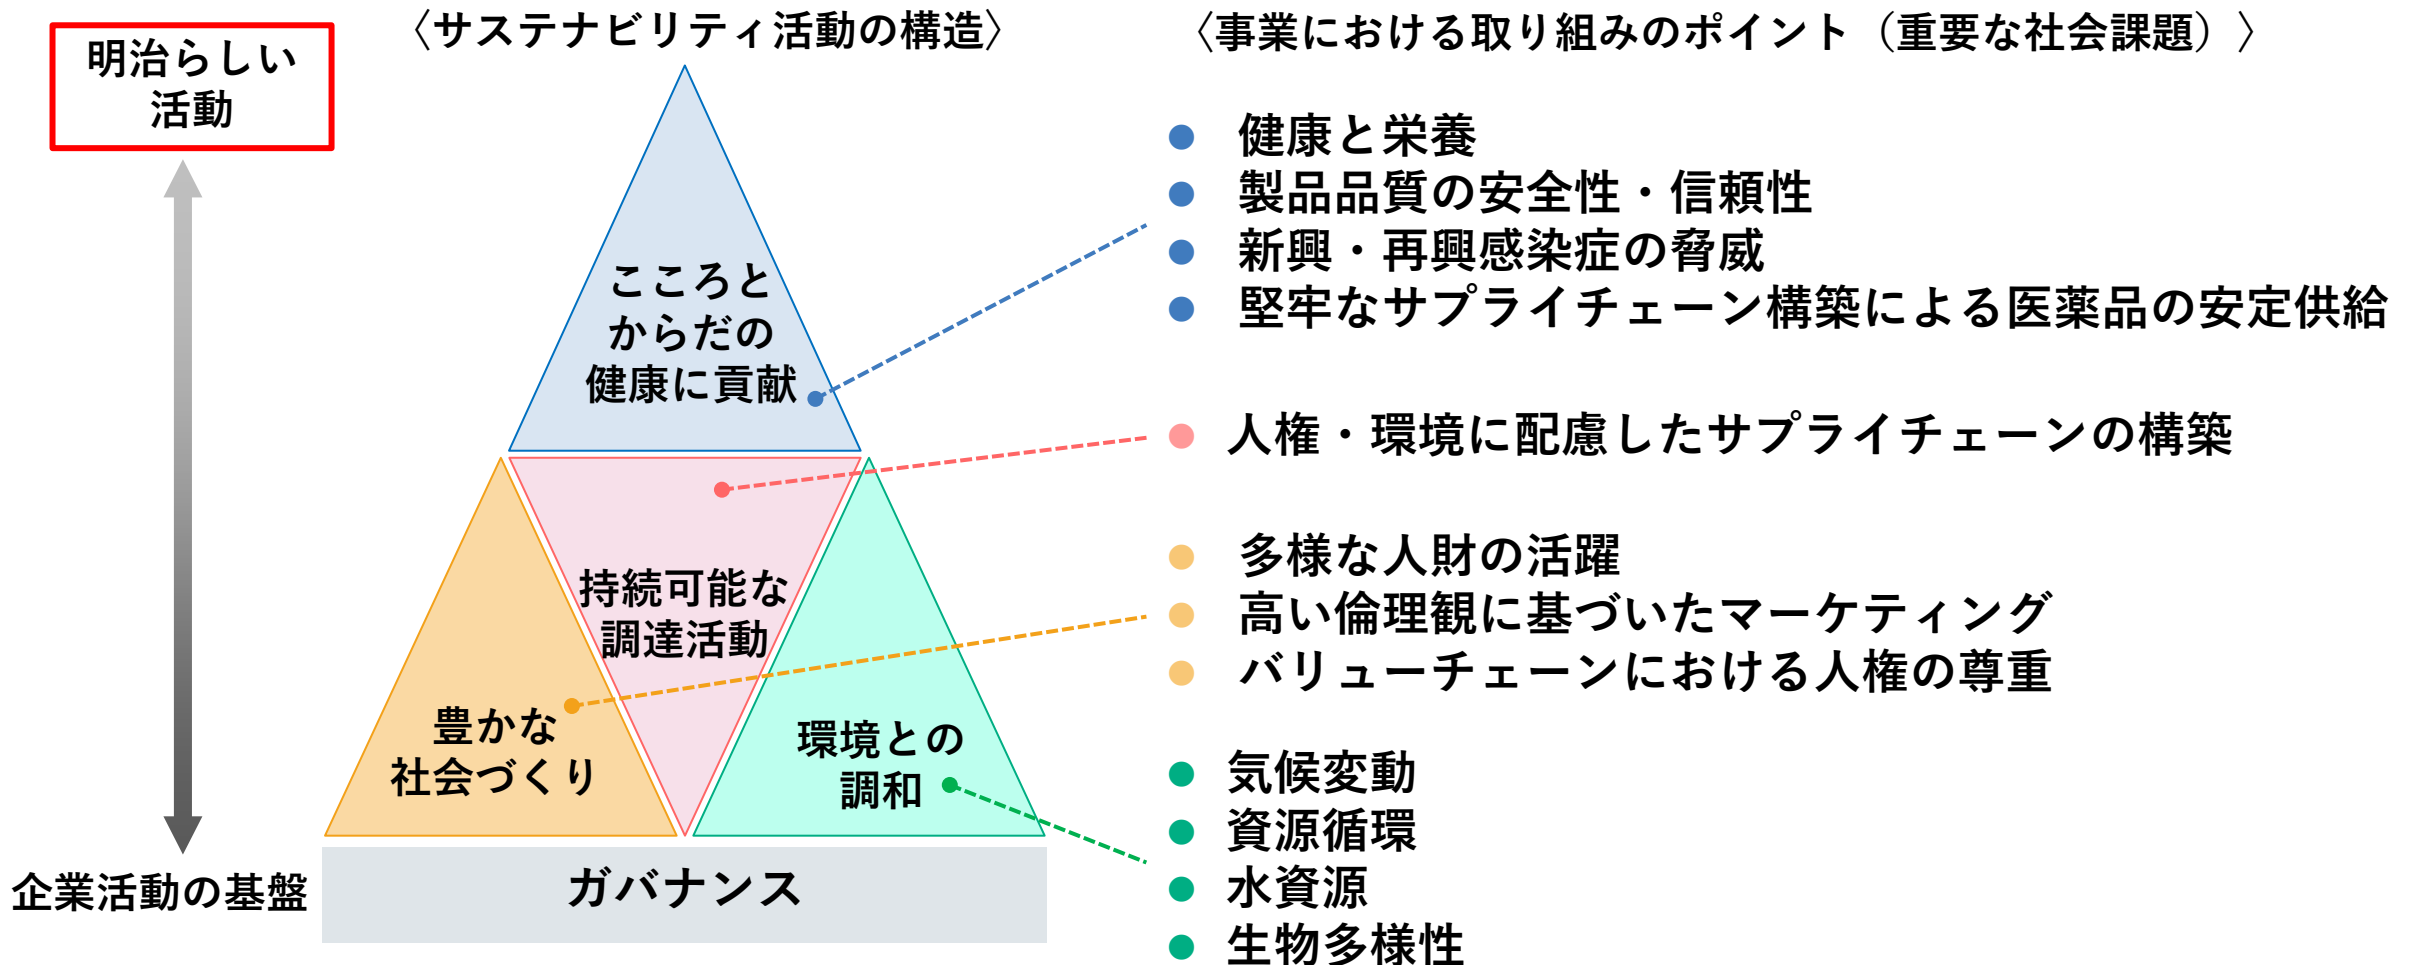 明治らしい
活動
〈サステナビリティ活動の構造〉
こころと
からだの
健康に貢献
持続可能な
調達活動
豊かな
社会づくり
環境との
調和
ガバナンス
企業活動の基盤
〈事業における取り組みのポイント（重要な社会課題）〉
● 健康と栄養
● 製品品質の安全性・信頼性
● 新興・再興感染症の脅威
● 堅牢なサプライチェーン構築による医薬品の安定供給
● 人権・環境に配慮したサプライチェーンの構築
● 多様な人財の活躍
● 高い倫理観に基づいたマーケティング
● バリューチェーンにおける人権の尊重
● 気候変動
● 資源循環
● 水資源
● 生物多様性